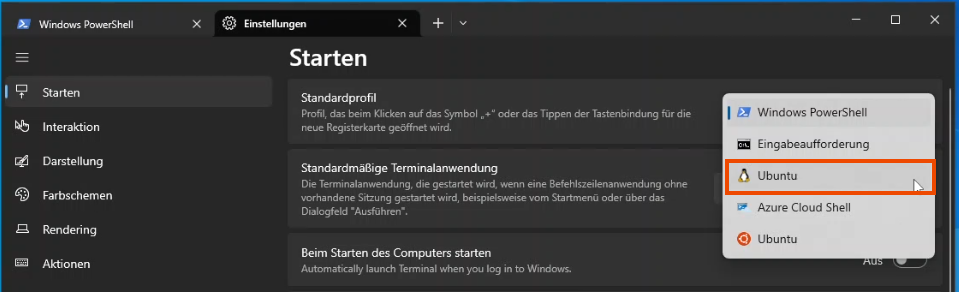 Windows PowerShell
Einstellungen
Starten
Starten
Interaktion
Darstellung
Farbschemen
Rendering
Aktionen
Standardprofil
Profil, das beim Klicken auf das Symbol „+“ oder das Tippen der Tastenbindung für die
neue Registerkarte geöffnet wird.
Standardmäßige Terminalanwendung
Die Terminalanwendung, die gestartet wird, wenn eine Befehlszeilenanwendung ohne
vorhandene Sitzung gestartet wird, beispielsweise vom Startmenü oder über das
Dialogfeld "Ausführen".
Beim Starten des Computers starten
Automatically launch Terminal when you log in to Windows.
Aus
Windows PowerShell
Eingabeaufforderung
Ubuntu
Azure Cloud Shell
Ubuntu